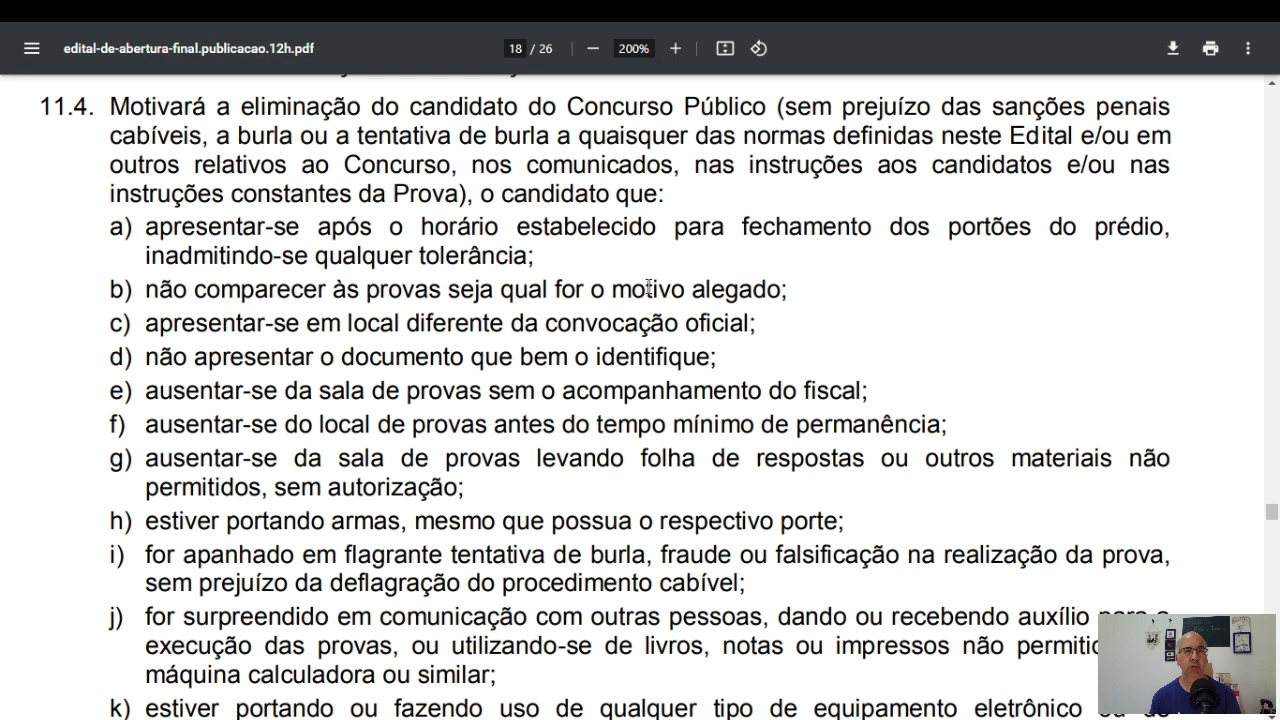 edital-de-abertura-final.publicacao.12h.pdf
18 / 26
200%
11.4. Motivará a eliminação do candidato do Concurso Público (sem prejuízo das sanções penais
cabíveis, a burla ou a tentativa de burla a quaisquer das normas definidas neste Edital e/ou em
outros relativos ao Concurso, nos comunicados, nas instruções aos candidatos e/ou nas
instruções constantes da Prova), o candidato que:
a) apresentar-se após o horário estabelecido para fechamento dos portões do prédio,
inadmitindo-se qualquer tolerância;
b) não comparecer às provas seja qual for o motivo alegado;
c) apresentar-se em local diferente da convocação oficial;
d) não apresentar o documento que bem o identifique;
e) ausentar-se da sala de provas sem o acompanhamento do fiscal;
f) ausentar-se do local de provas antes do tempo mínimo de permanência;
g) ausentar-se da sala de provas levando folha de respostas ou outros materiais não
permitidos, sem autorização;
h) estiver portando armas, mesmo que possua o respectivo porte;
i) for apanhado em flagrante tentativa de burla, fraude ou falsificação na realização da prova,
sem prejuízo da deflagração do procedimento cabível;
j) for surpreendido em comunicação com outras pessoas, dando ou recebendo auxílio para a
execução das provas, ou utilizando-se de livros, notas ou impressos não
máquina calculadora ou similar;
k) estiver portando ou fazendo uso de qualquer tipo de equipamento eletrônico